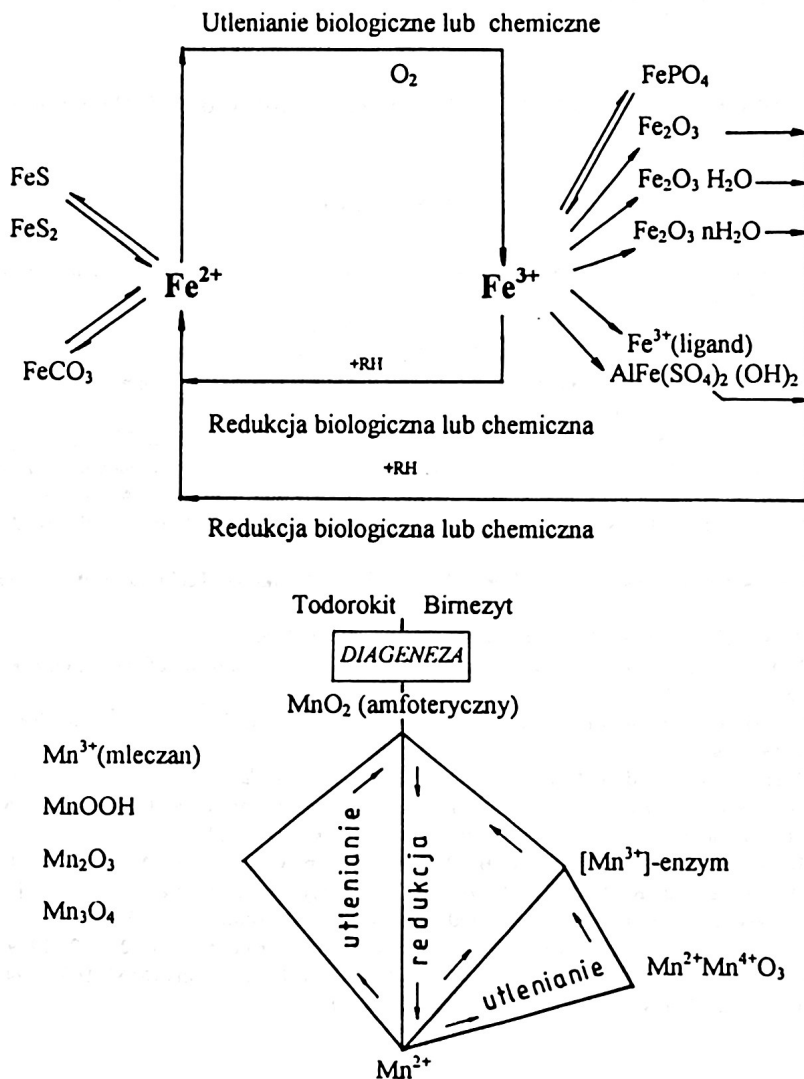 Utlenianie biologiczne lub chemiczne
O₂
FePO₄
Fe₂O₃
Fe₂O₃ H₂O
Fe₂O₃ nH₂O
FeS
FeS₂
Fe²⁺
Fe³⁺
FeCO₃
Fe³⁺(ligand)
AlFe(SO₄)₂ (OH)₂
+RH
Redukcja biologiczna lub chemiczna
+RH
Redukcja biologiczna lub chemiczna
Todorokit Birnezyt
DIAGENEZA
MnO₂ (amfoteryczny)
Mn³⁺(mleczan)
MnOOH
Mn₂O₃
Mn₃O₄
utlenianie
redukcja
[Mn³⁺]-enzym
utlenianie
Mn²⁺Mn⁴⁺O₃
Mn²⁺